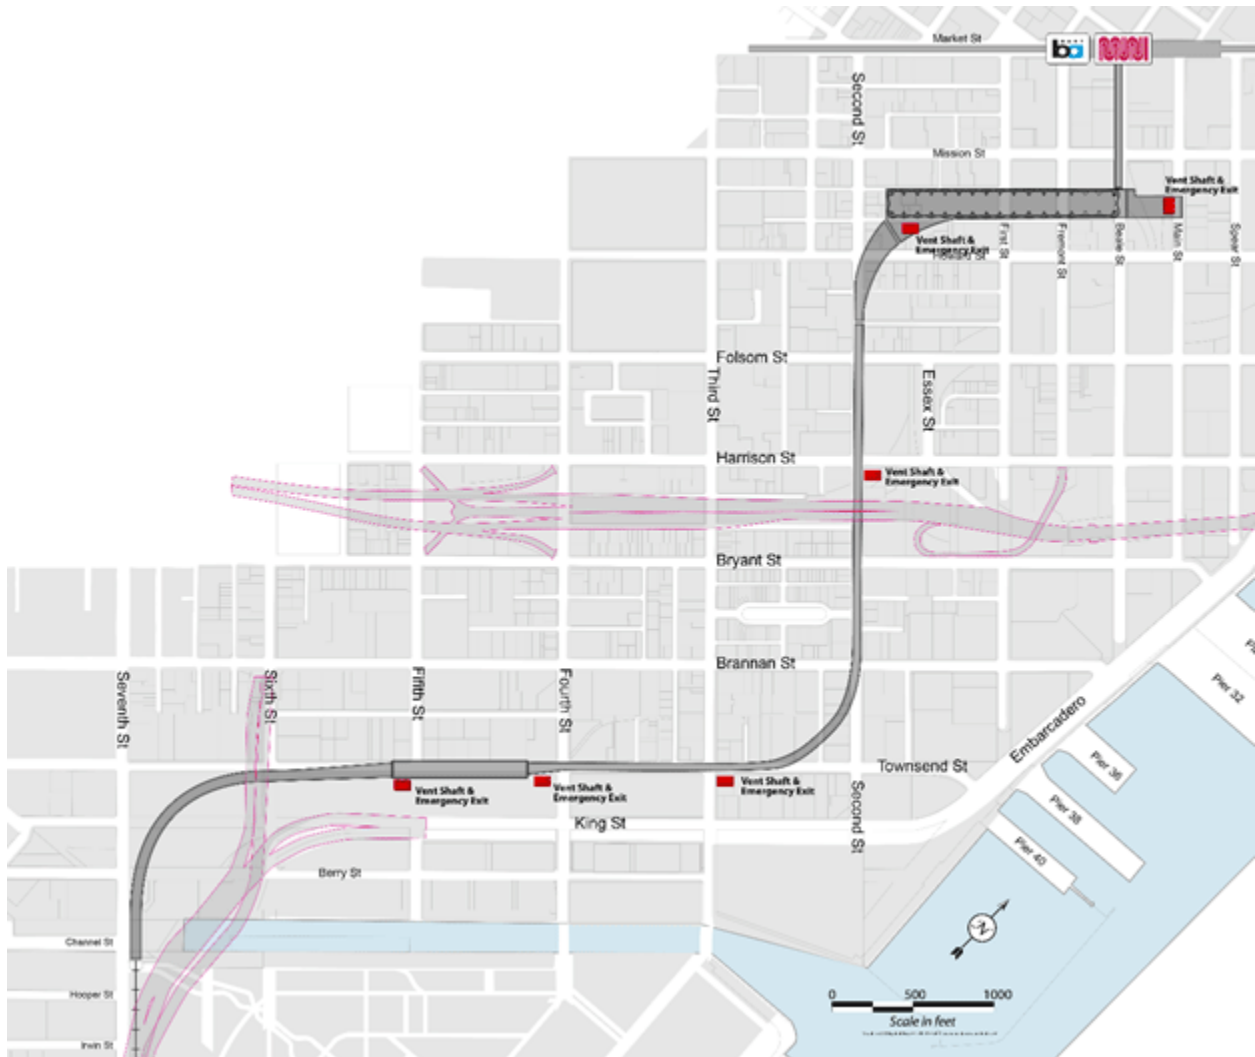 Market St
ba
MUNI
Second St
Mission St
Vent Shaft &
Emergency Exit
Vent Shaft &
Emergency Exit
Howard St
First St
Fremont St
Beale St
Main St
Spear St
Folsom St
Third St
Essex St
Harrison St
Vent Shaft &
Emergency Exit
Bryant St
Brannan St
Seventh St
Sixth St
Fifth St
Fourth St
Pier 32
Embarcadero
Pier 36
Townsend St
Vent Shaft &
Emergency Exit
Vent Shaft &
Emergency Exit
Vent Shaft &
Emergency Exit
Second St
King St
Pier 38
Pier 40
Berry St
N
Channel St
Hooper St
0 500 1000
Scale in feet
Irwin St